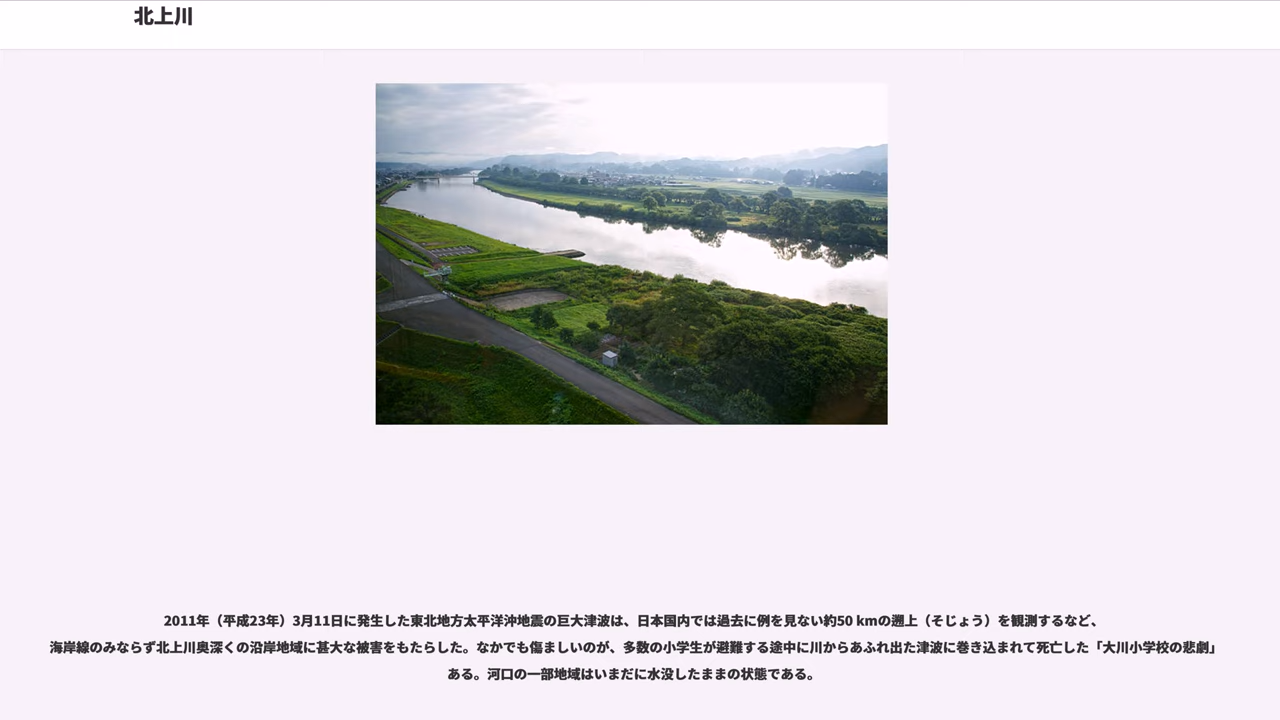 北上川
2011年（平成23年）3月11日に発生した東北地方太平洋沖地震の巨大津波は、日本国内では過去に例を見ない約50 kmの遡上（そじょう）を観測するなど、
海岸線のみならず北上川奥深くの沿岸地域に甚大な被害をもたらした。なかでも傷ましいのが、多数の小学生が避難する途中に川からあふれ出た津波に巻き込まれて死亡した「大川小学校の悲劇」
ある。河口の一部地域はいまだに水没したままの状態である。